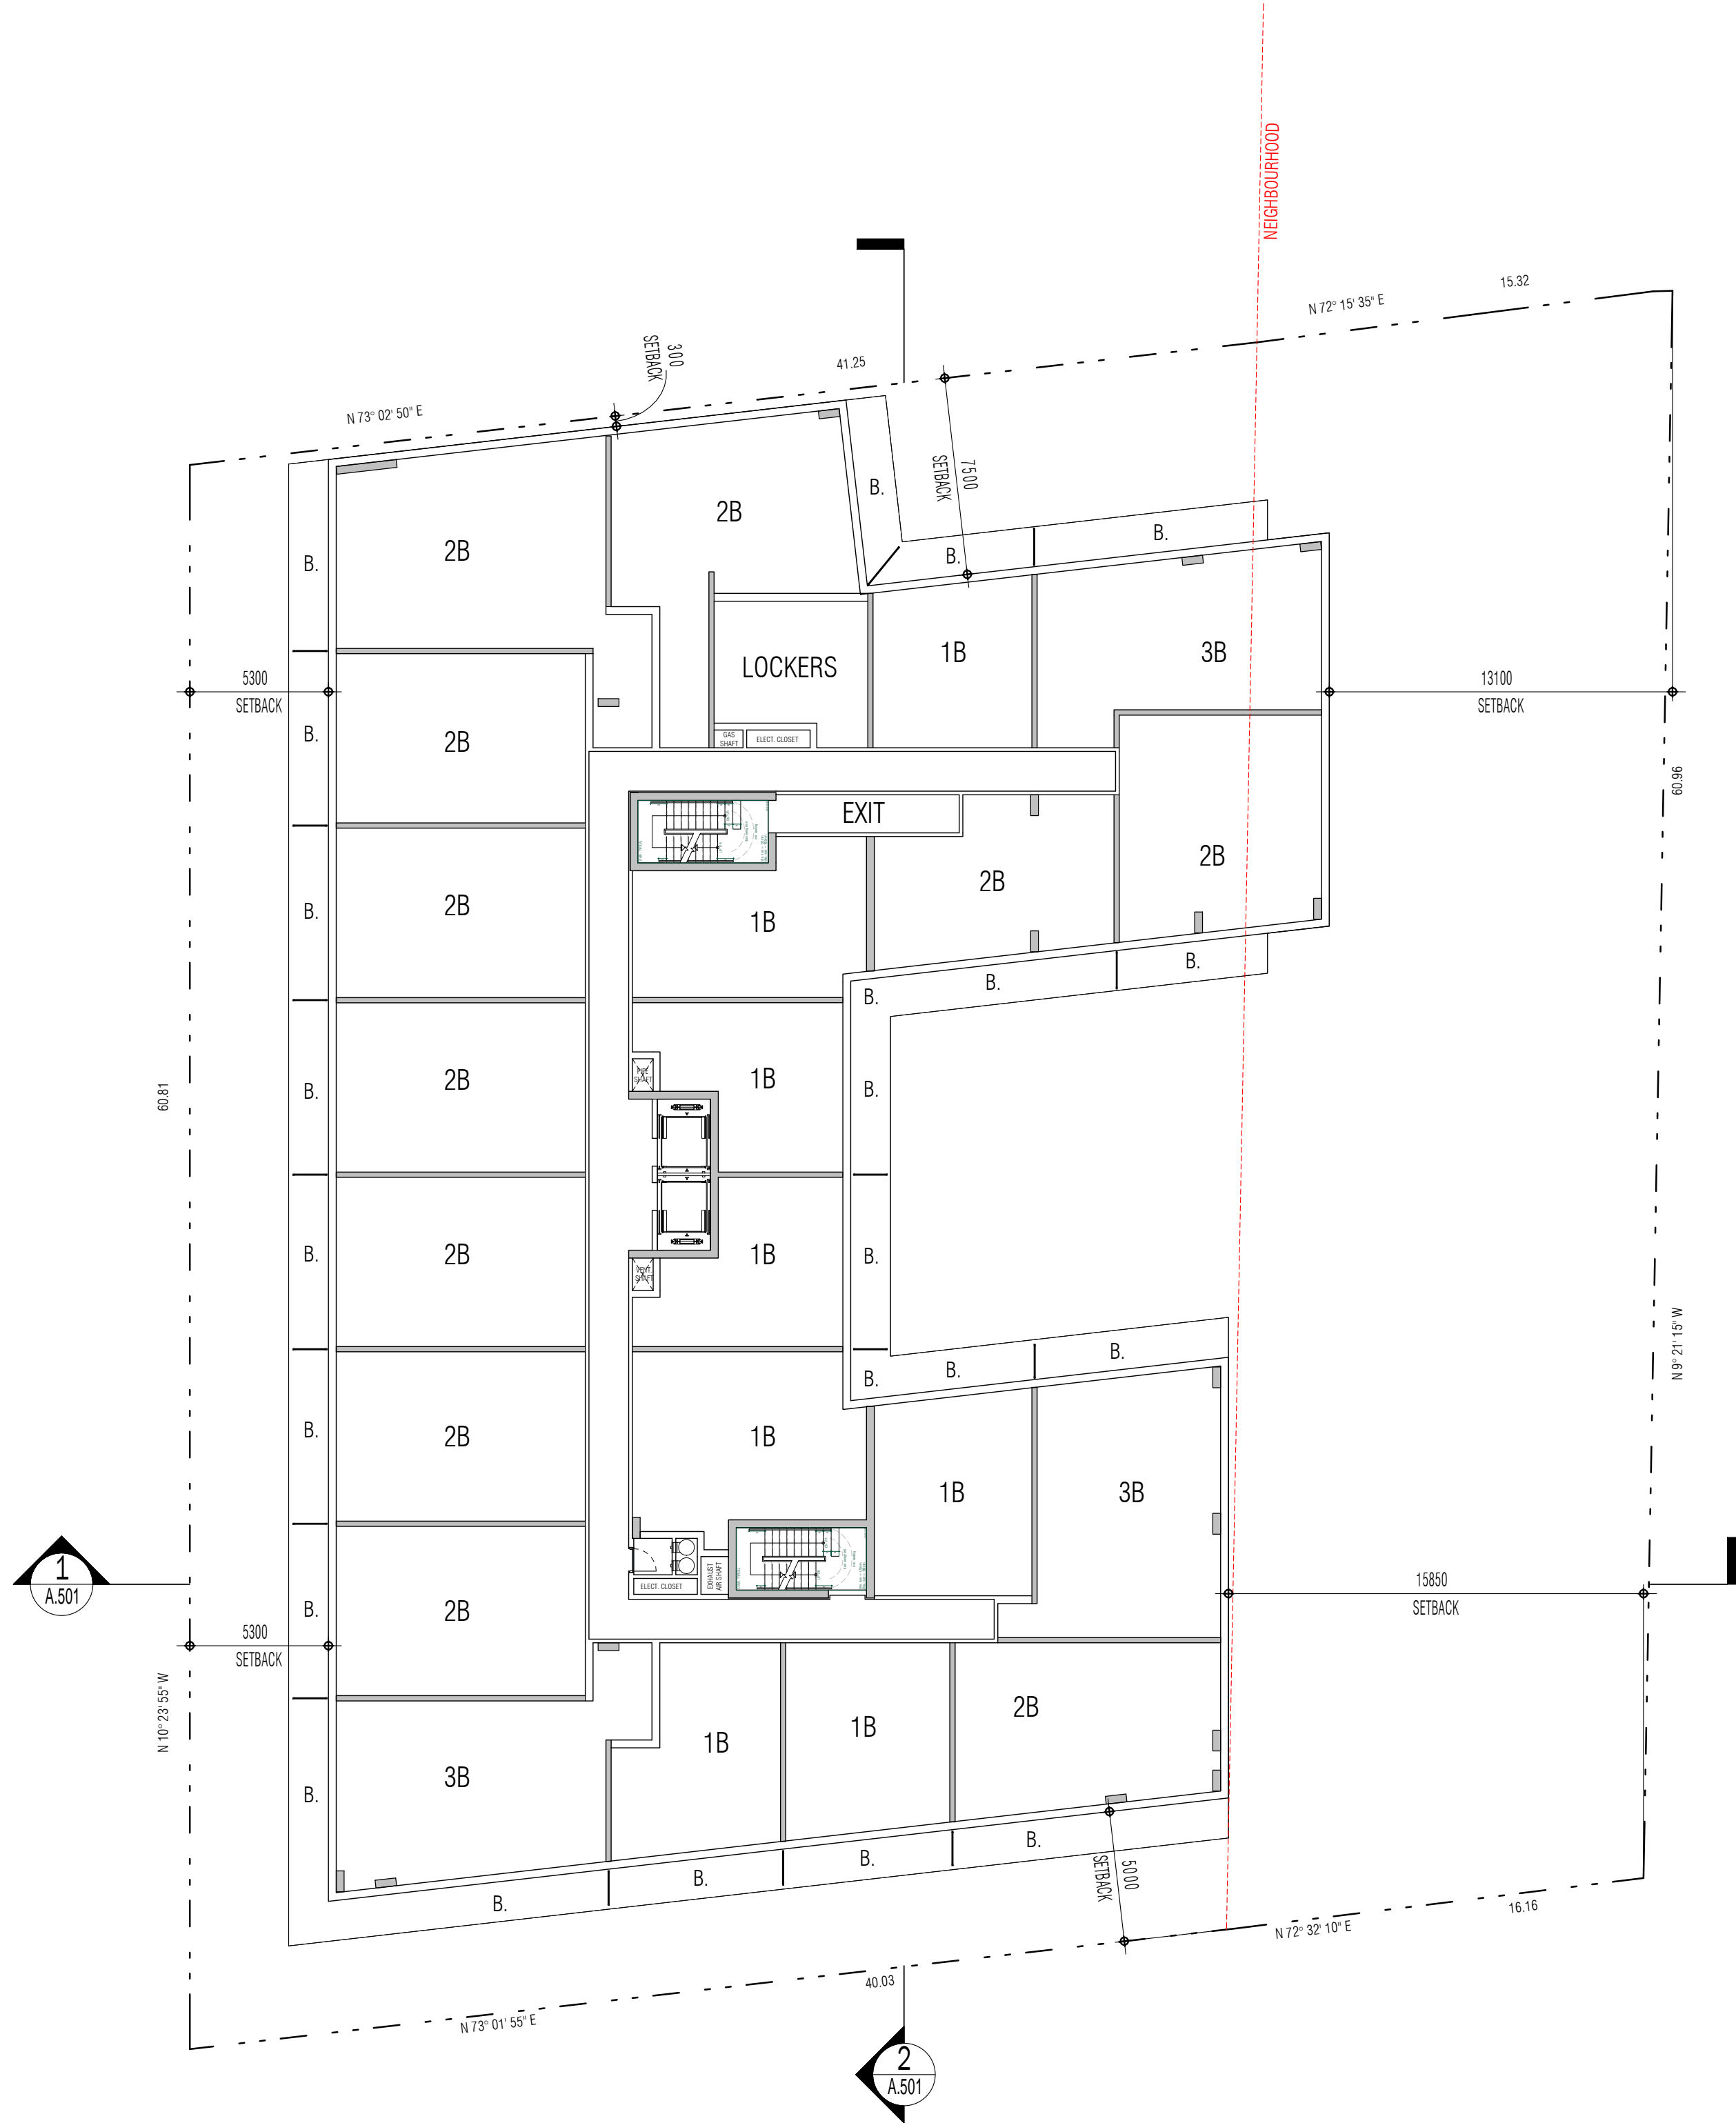 NEIGHBOURHOOD
15.32
N 72° 15' 35" E
300
SETBACK
41.25
N 73° 02' 50" E
7500
SETBACK
B.
2B
B.
B.
2B
B.
1B
3B
LOCKERS
5300
SETBACK
13100
SETBACK
B.
2B
GAS
SHAFT
ELECT. CLOSET
60.96
EXIT
2B
2B
B.
2B
1B
B.
B.
B.
60.81
B.
2B
PIPE
SHAFT
1B
B.
B.
2B
VENT.
SHAFT
1B
B.
N 9° 21' 15" W
B.
B.
B.
B.
2B
1B
1B
3B
1
A.501
ELECT. CLOSET
EXHAUST
AIR SHAFT
15850
SETBACK
B.
2B
5300
SETBACK
N 10° 23' 55" W
2B
1B
1B
3B
B.
B.
B.
B.
B.
5000
SETBACK
16.16
N 72° 32' 10" E
40.03
N 73° 01' 55" E
2
A.501